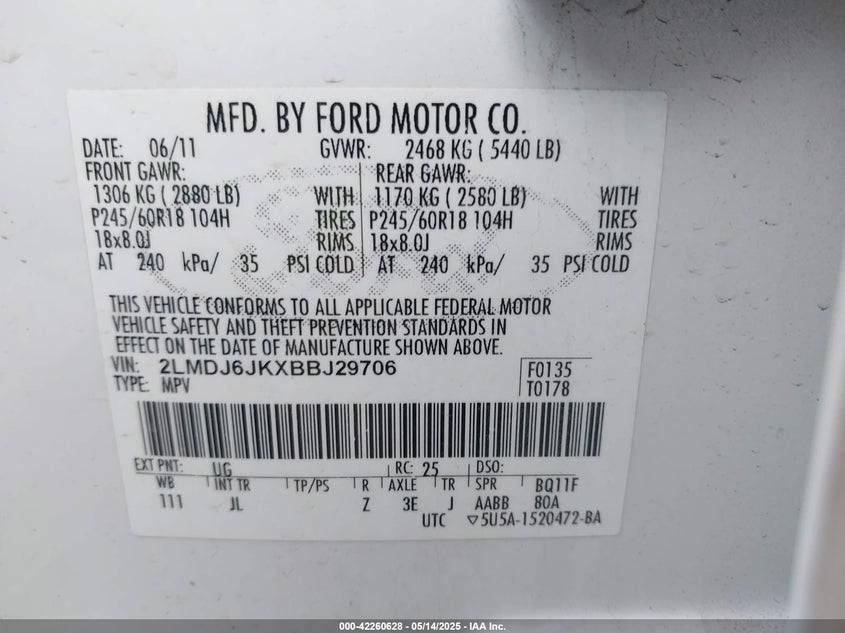 MFD. BY FORD MOTOR CO.
DATE: 06/11 GVWR: 2468 KG ( 5440 LB)
FRONT GAWR: REAR GAWR:
1306 KG ( 2880 LB) WITH 1170 KG ( 2580 LB) WITH
P245/60R18 104H TIRES P245/60R18 104H TIRES
18x8.0J RIMS 18x8.0J RIMS
AT 240 kPa/ 35 PSI COLD AT 240 kPa/ 35 PSI COLD
THIS VEHICLE CONFORMS TO ALL APPLICABLE FEDERAL MOTOR
VEHICLE SAFETY AND THEFT PREVENTION STANDARDS IN
EFFECT ON THE DATE OF MANUFACTURE SHOWN ABOVE.
VIN: 2LMDJ6JKXBBJ29706 F0135
TYPE: MPV T0178
EXT PNT: UG RC: 25 DSO:
WB INT TR TP/PS R AXLE TR SPR BQ11F
111 JL Z 3E J AABB 80A
UTC ▽5U5A-1520472-BA
000-42260628 - 05/14/2025 - IAA Inc.